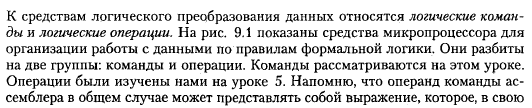 К средствам логического преобразования данных относятся логические коман-
ды и логические операции. На рис. 9.1 показаны средства микропроцессора для
организации работы с данными по правилам формальной логики. Они разбиты
на две группы: команды и операции. Команды рассматриваются на этом уроке.
Операции были изучены нами на уроке 5. Напомню, что операнд команды ас-
семблера в общем случае может представлять собой выражение, которое, в свою